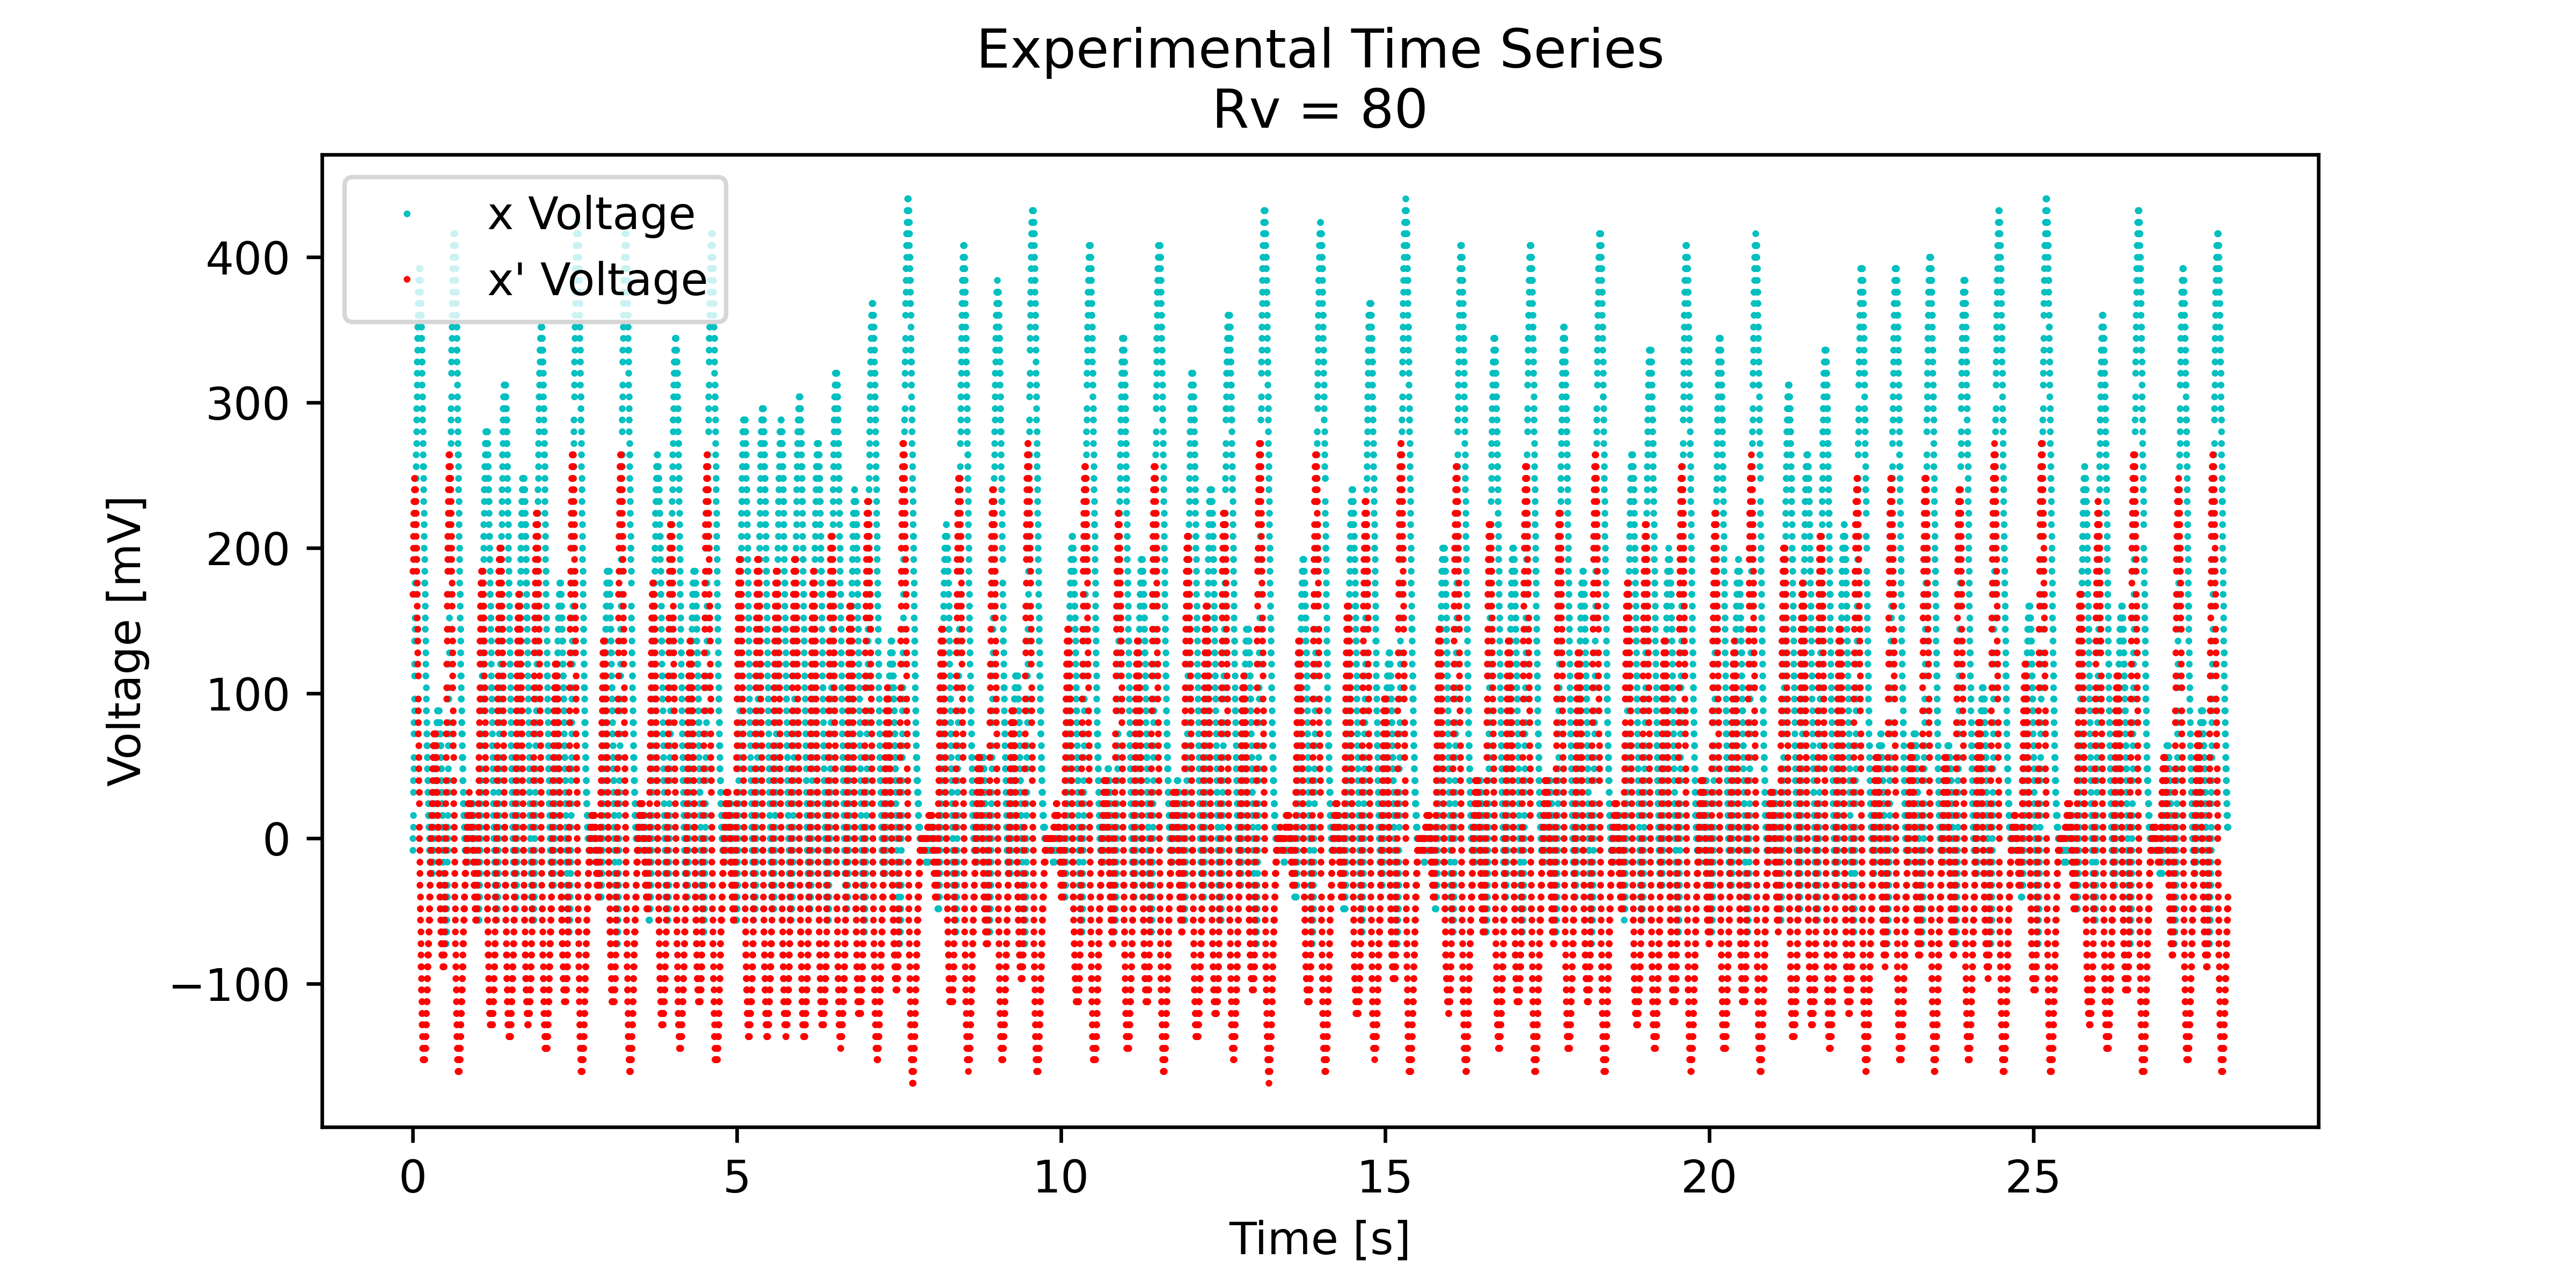 Experimental Time Series
Rv = 80
x Voltage
x' Voltage
Voltage [mV]
400
300
200
100
0
−100
0 5 10 15 20 25
Time [s]